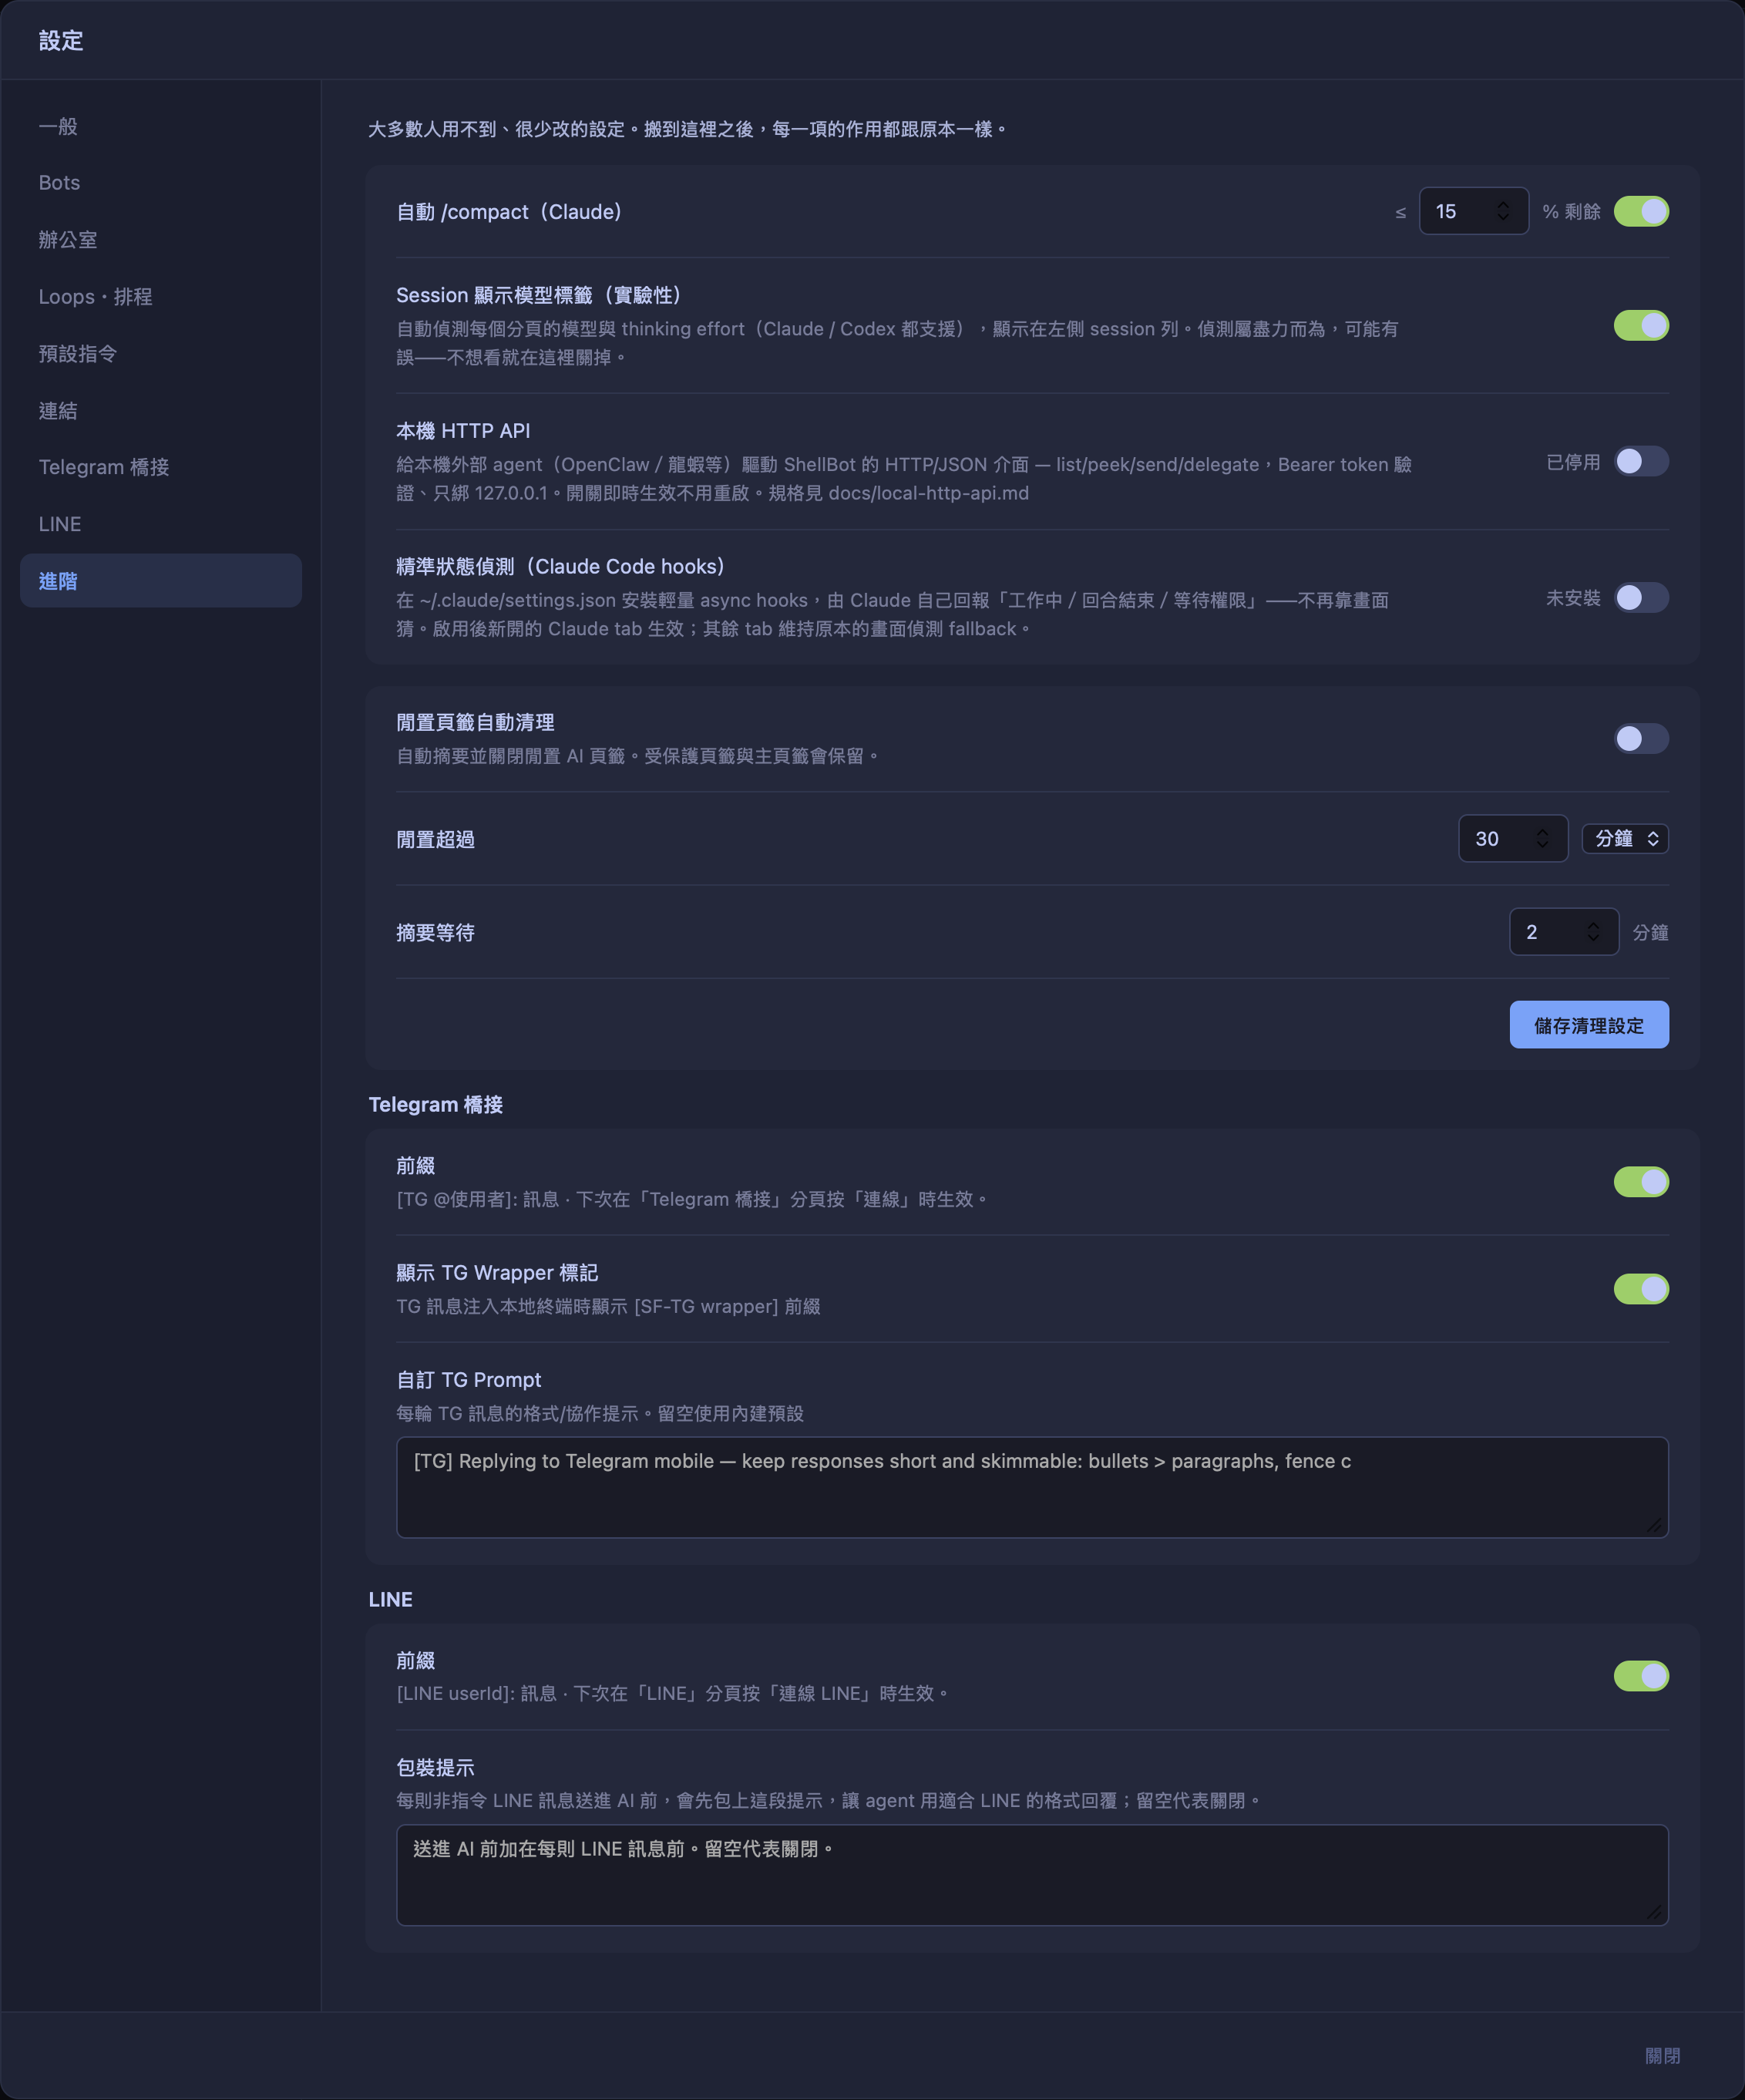 設定
一般
Bots
辦公室
Loops・排程
預設指令
連結
Telegram 橋接
LINE
進階
大多數人用不到、很少改的設定。搬到這裡之後，每一項的作用都跟原本一樣。
自動 /compact（Claude）
≤ 15 % 剩餘
Session 顯示模型標籤（實驗性）
自動偵測每個分頁的模型與 thinking effort（Claude / Codex 都支援），顯示在左側 session 列。偵測屬盡力而為，可能有
誤——不想看就在這裡關掉。
本機 HTTP API
給本機外部 agent（OpenClaw / 龍蝦等）驅動 ShellBot 的 HTTP/JSON 介面 — list/peek/send/delegate，Bearer token 驗
證、只綁 127.0.0.1。開關即時生效不用重啟。規格見 docs/local-http-api.md
已停用
精準狀態偵測（Claude Code hooks）
在 ~/.claude/settings.json 安裝輕量 async hooks，由 Claude 自己回報「工作中 / 回合結束 / 等待權限」——不再靠畫面
猜。啟用後新開的 Claude tab 生效；其餘 tab 維持原本的畫面偵測 fallback。
未安裝
閒置頁籤自動清理
自動摘要並關閉閒置 AI 頁籤。受保護頁籤與主頁籤會保留。
閒置超過
30 分鐘
摘要等待
2 分鐘
儲存清理設定
Telegram 橋接
前綴
[TG @使用者]: 訊息 · 下次在「Telegram 橋接」分頁按「連線」時生效。
顯示 TG Wrapper 標記
TG 訊息注入本地終端時顯示 [SF-TG wrapper] 前綴
自訂 TG Prompt
每輪 TG 訊息的格式/協作提示。留空使用內建預設
[TG] Replying to Telegram mobile — keep responses short and skimmable: bullets > paragraphs, fence c
LINE
前綴
[LINE userId]: 訊息 · 下次在「LINE」分頁按「連線 LINE」時生效。
包裝提示
每則非指令 LINE 訊息送進 AI 前，會先包上這段提示，讓 agent 用適合 LINE 的格式回覆；留空代表關閉。
送進 AI 前加在每則 LINE 訊息前。留空代表關閉。
關閉